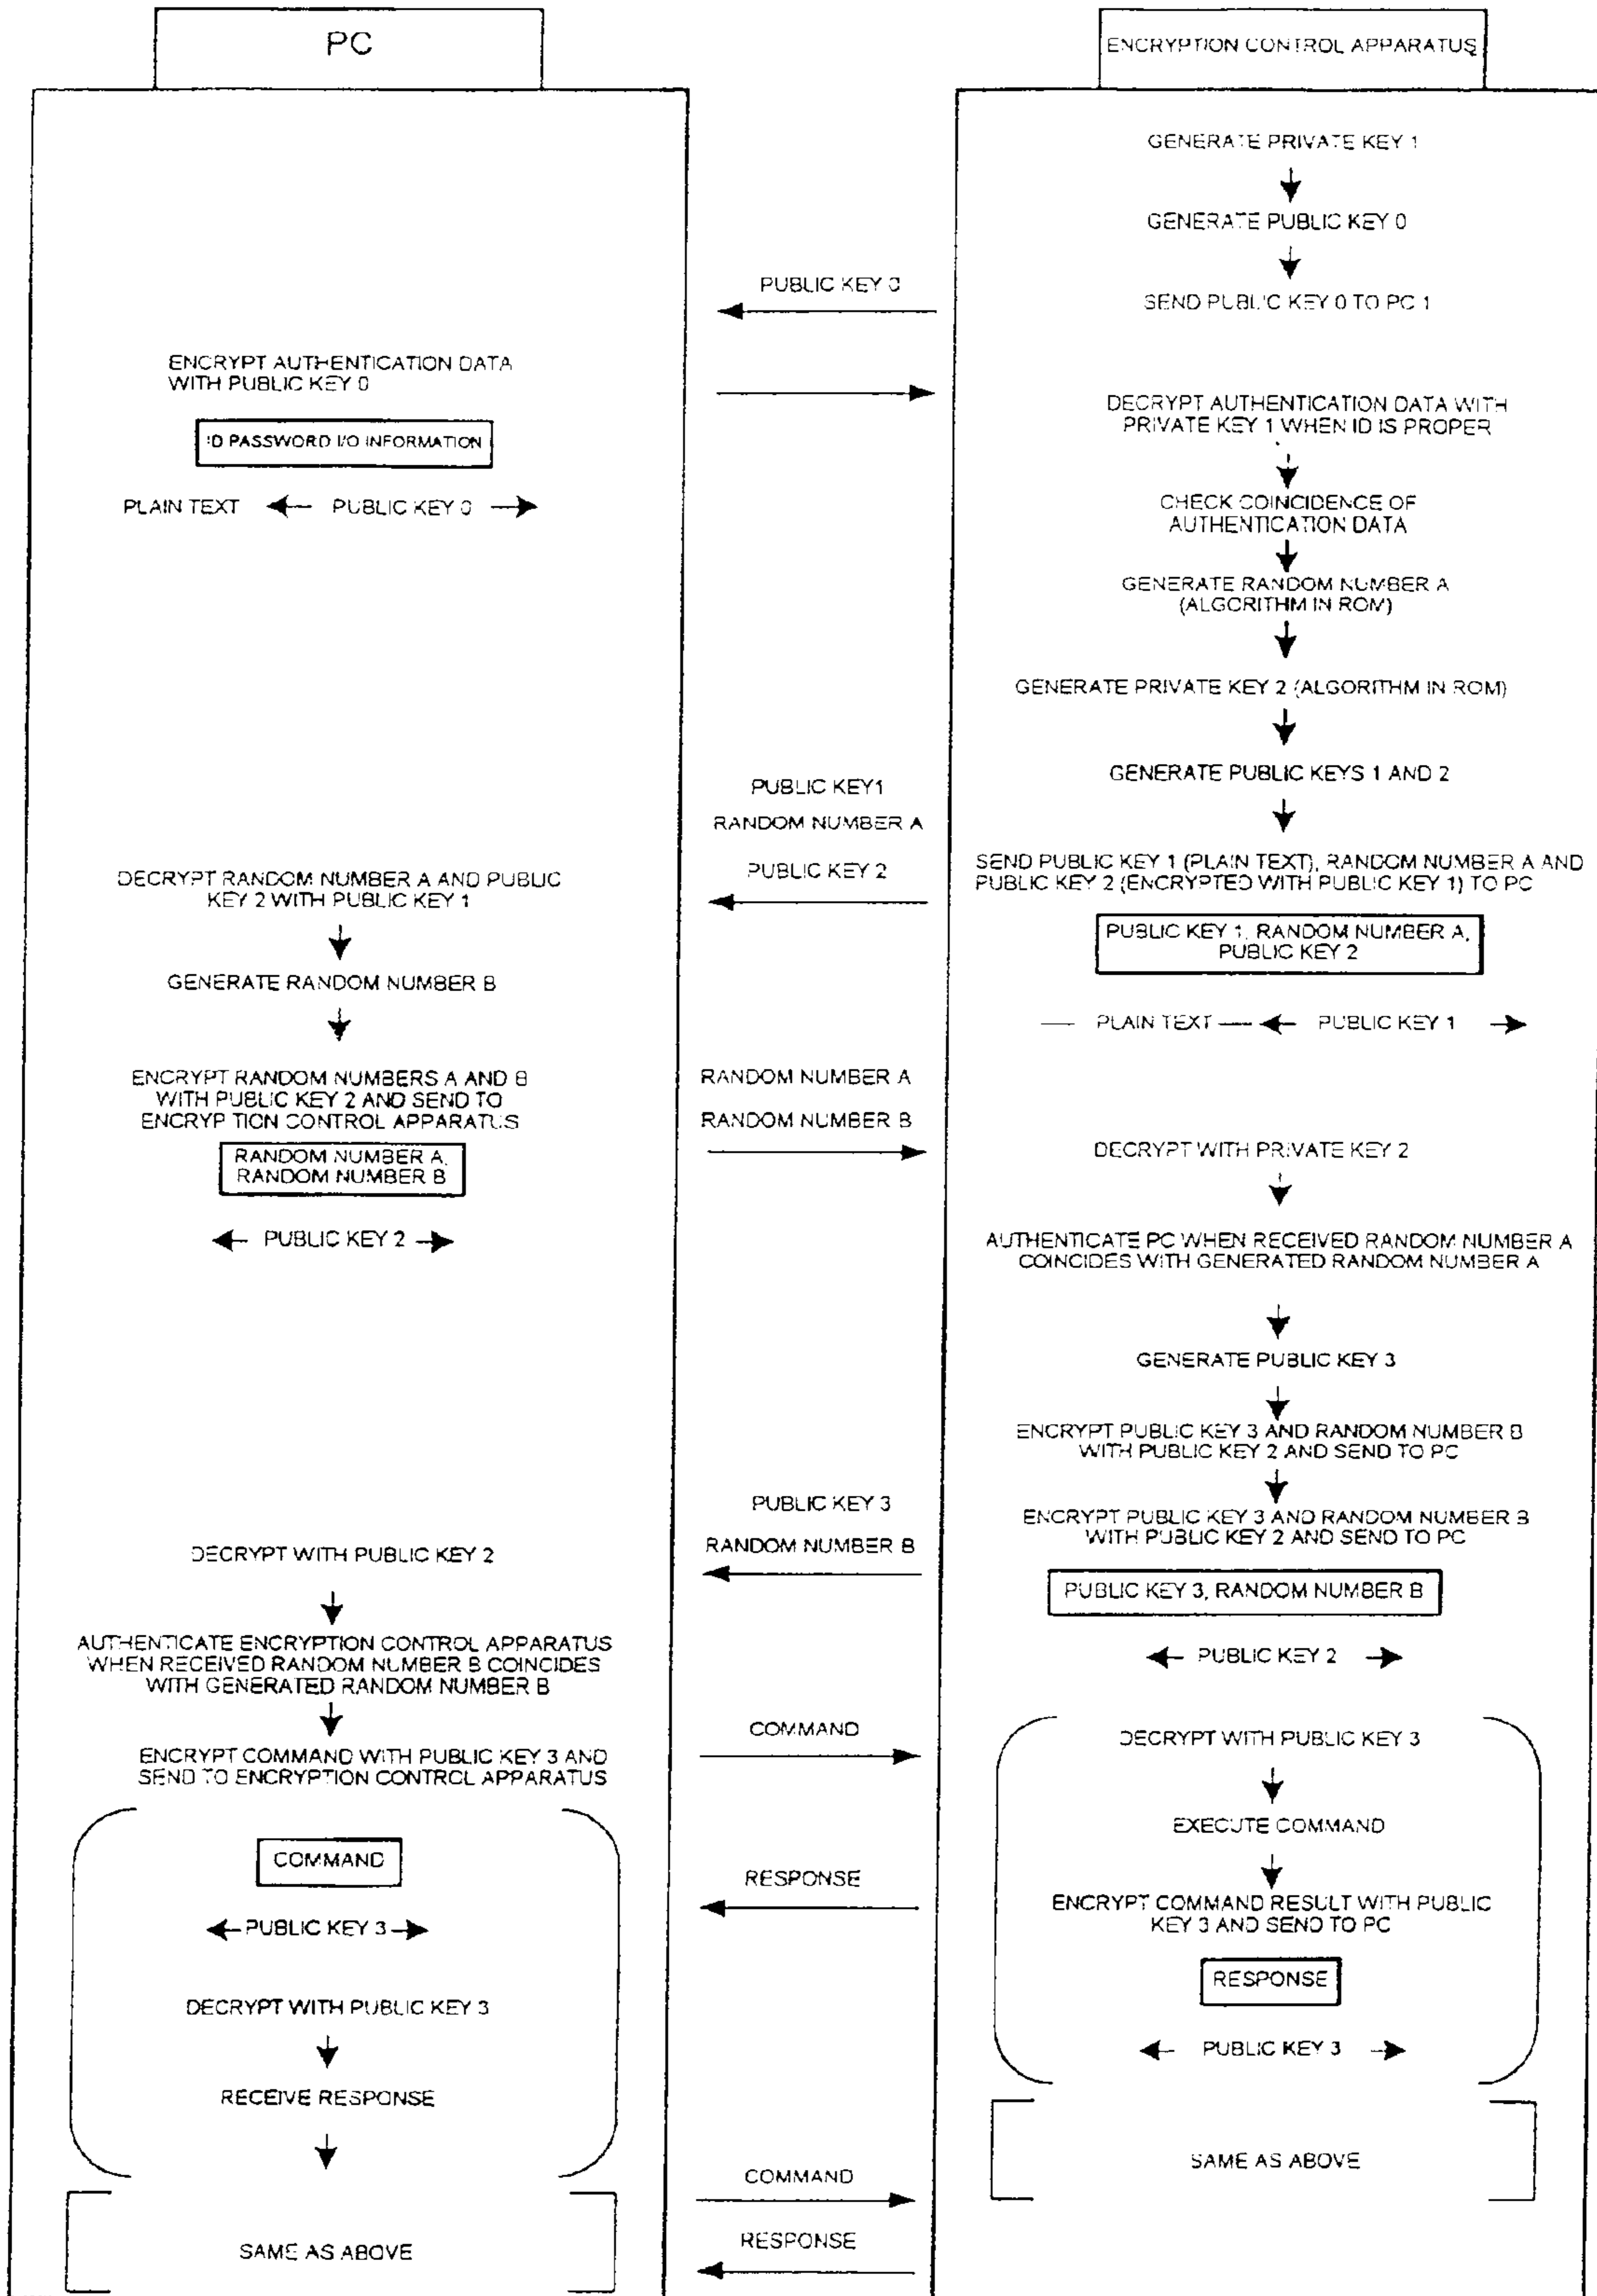 PC
ENCRYPTION CONTROL APPARATUS
GENERATE PRIVATE KEY 1
GENERATE PUBLIC KEY 0
PUBLIC KEY 0
SEND PUBLIC KEY 0 TO PC 1
ENCRYPT AUTHENTICATION DATA
WITH PUBLIC KEY 0
DECRYPT AUTHENTICATION DATA WITH
PRIVATE KEY 1 WHEN ID IS PROPER
ID PASSWORD I/O INFORMATION
PLAIN TEXT PUBLIC KEY 0
CHECK COINCIDENCE OF
AUTHENTICATION DATA
GENERATE RANDOM NUMBER A
(ALGORITHM IN ROM)
GENERATE PRIVATE KEY 2 (ALGORITHM IN ROM)
GENERATE PUBLIC KEYS 1 AND 2
PUBLIC KEY1
RANDOM NUMBER A
PUBLIC KEY 2
SEND PUBLIC KEY 1 (PLAIN TEXT), RANDOM NUMBER A AND
PUBLIC KEY 2 (ENCRYPTED WITH PUBLIC KEY 1) TO PC
DECRYPT RANDOM NUMBER A AND PUBLIC
KEY 2 WITH PUBLIC KEY 1
PUBLIC KEY 1, RANDOM NUMBER A,
PUBLIC KEY 2
GENERATE RANDOM NUMBER B
PLAIN TEXT PUBLIC KEY 1
ENCRYPT RANDOM NUMBERS A AND B
WITH PUBLIC KEY 2 AND SEND TO
ENCRYP TION CONTROL APPARATUS
RANDOM NUMBER A
RANDOM NUMBER B
RANDOM NUMBER A,
RANDOM NUMBER B
DECRYPT WITH PRIVATE KEY 2
PUBLIC KEY 2
AUTHENTICATE PC WHEN RECEIVED RANDOM NUMBER A
COINCIDES WITH GENERATED RANDOM NUMBER A
GENERATE PUBLIC KEY 3
ENCRYPT PUBLIC KEY 3 AND RANDOM NUMBER B
WITH PUBLIC KEY 2 AND SEND TO PC
PUBLIC KEY 3
RANDOM NUMBER B
ENCRYPT PUBLIC KEY 3 AND RANDOM NUMBER B
WITH PUBLIC KEY 2 AND SEND TO PC
DECRYPT WITH PUBLIC KEY 2
PUBLIC KEY 3, RANDOM NUMBER B
AUTHENTICATE ENCRYPTION CONTROL APPARATUS
WHEN RECEIVED RANDOM NUMBER B COINCIDES
WITH GENERATED RANDOM NUMBER B
PUBLIC KEY 2
ENCRYPT COMMAND WITH PUBLIC KEY 3 AND
SEND TO ENCRYPTION CONTROL APPARATUS
COMMAND
DECRYPT WITH PUBLIC KEY 3
EXECUTE COMMAND
COMMAND
PUBLIC KEY 3
RESPONSE
ENCRYPT COMMAND RESULT WITH PUBLIC
KEY 3 AND SEND TO PC
RESPONSE
PUBLIC KEY 3
DECRYPT WITH PUBLIC KEY 3
RECEIVE RESPONSE
COMMAND
SAME AS ABOVE
RESPONSE
SAME AS ABOVE